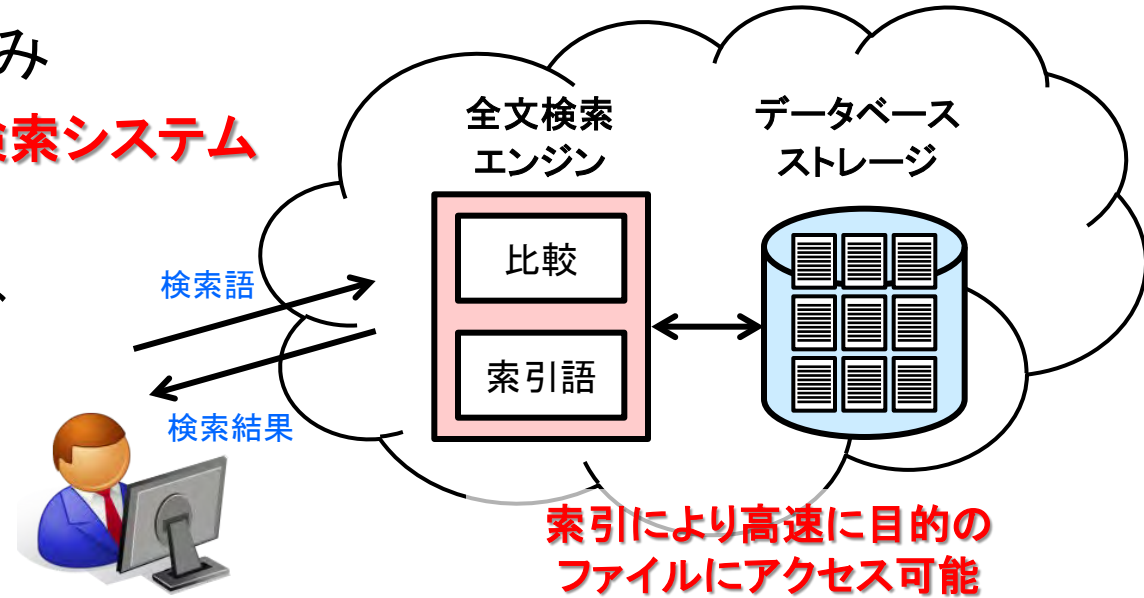 み
索システム
全文検索
エンジン
データベース
ストレージ
比較
索引語
検索語
検索結果
索引により高速に目的の
ファイルにアクセス可能